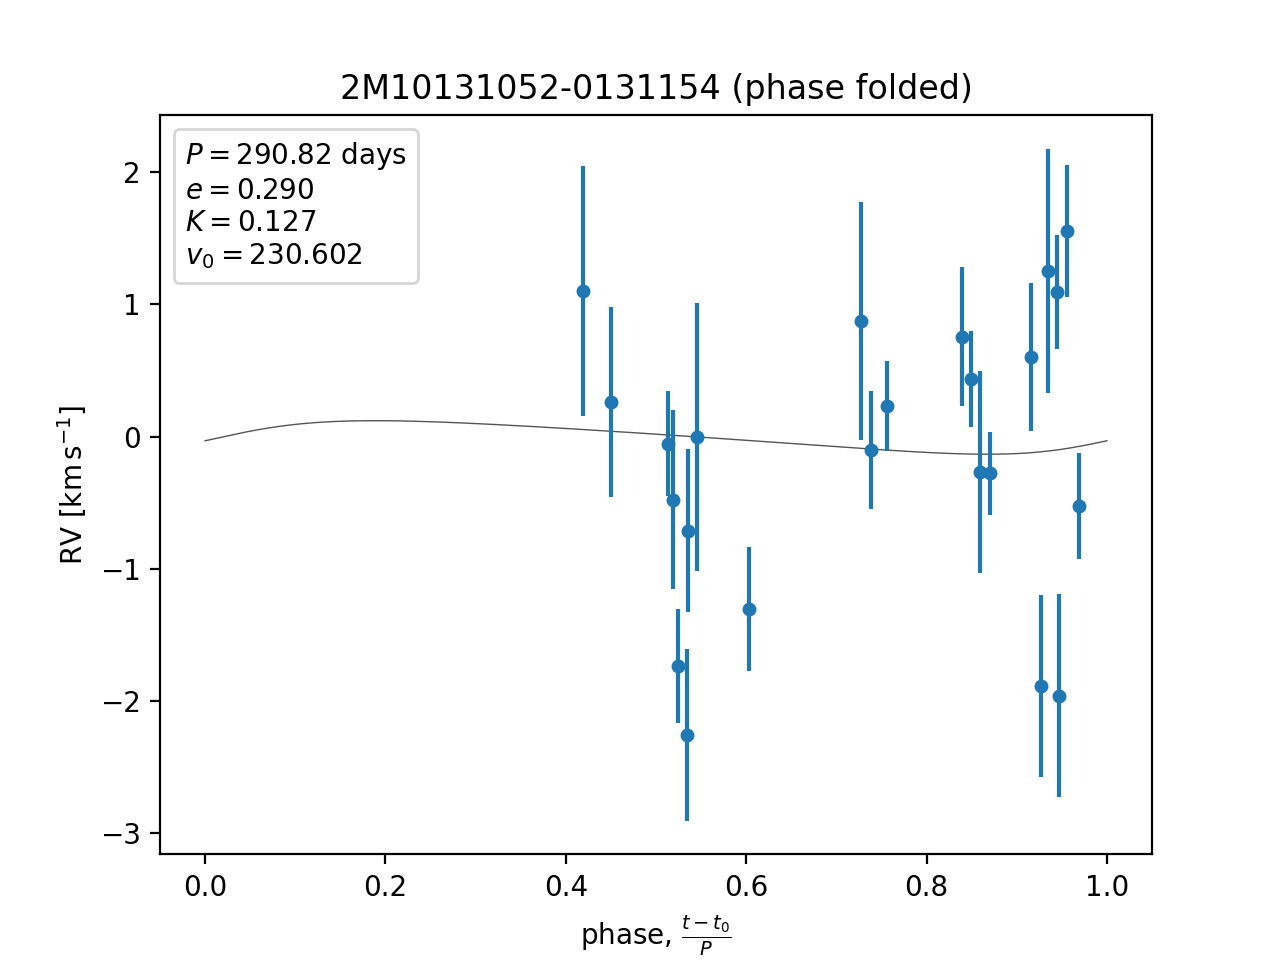 2M10131052-0131154 (phase folded)
P = 290.82 days
e = 0.290
K = 0.127
v₀ = 230.602
2
1
0
−1
−2
−3
RV [km s⁻¹]
0.0 0.2 0.4 0.6 0.8 1.0
phase, (t − t₀)/P